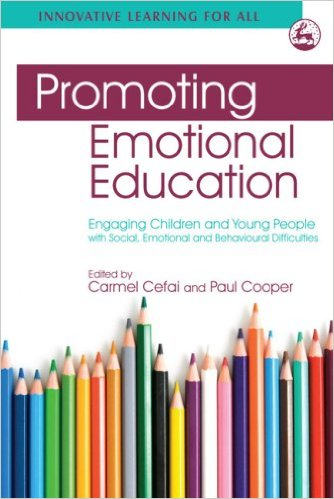 INNOVATIVE LEARNING FOR ALL
Promoting
Emotional
Education
Engaging Children and Young People
with Social, Emotional and Behavioural Difficulties
Edited by
Carmel Cefai and Paul Cooper